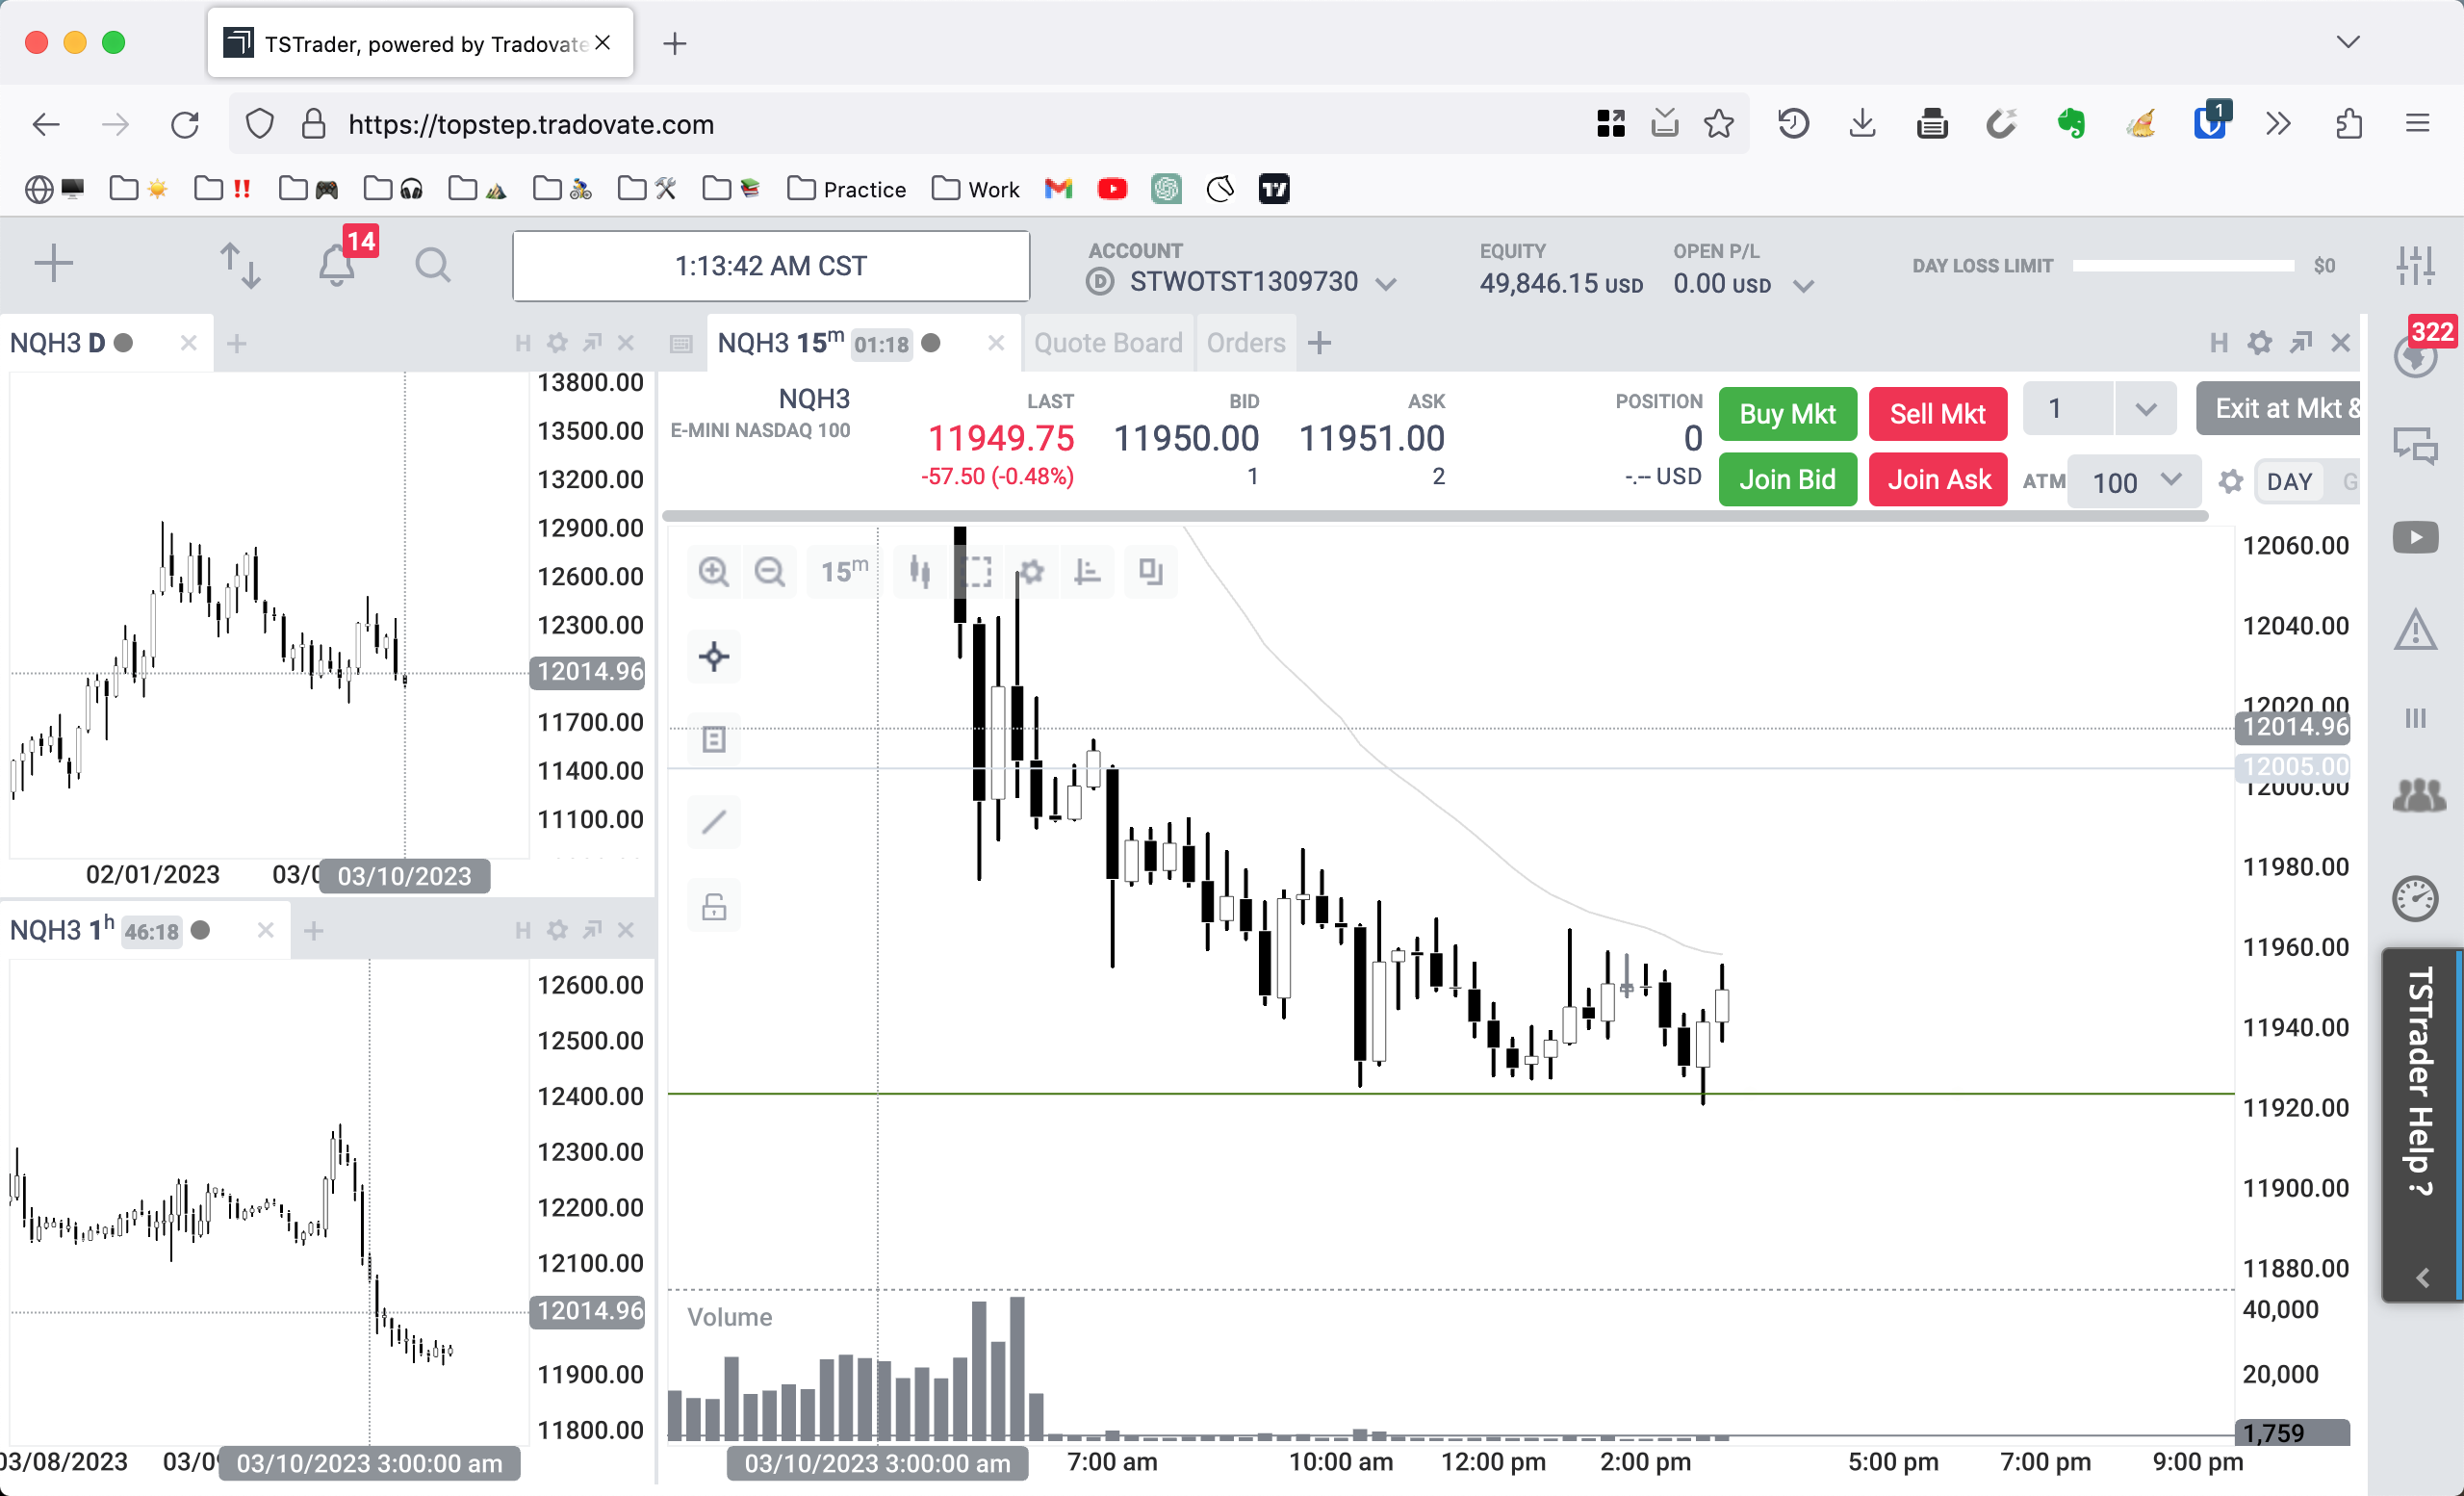 TSTrader, powered by Tradovate
https://topstep.tradovate.com
1
Practice
Work
14
1:13:42 AM CST
ACCOUNT
D STWOTST1309730
EQUITY
49,846.15 USD
OPEN P/L
0.00 USD
DAY LOSS LIMIT
$0
322
NQH3 D
H
13800.00
13500.00
13200.00
12900.00
12600.00
12300.00
12014.96
11700.00
11400.00
11100.00
02/01/2023
03/0
03/10/2023
NQH3 1h 46:18
H
12600.00
12500.00
12400.00
12300.00
12200.00
12100.00
12014.96
11900.00
11800.00
03/08/2023
03/09
03/10/2023 3:00:00 am
NQH3 15m 01:18
Quote Board
Orders
H
NQH3
E-MINI NASDAQ 100
LAST
11949.75
-57.50 (-0.48%)
BID
11950.00
1
ASK
11951.00
2
POSITION
0
-.-- USD
Buy Mkt
Sell Mkt
1
Exit at Mkt &
Join Bid
Join Ask
ATM
100
DAY
G
15m
12060.00
12040.00
12020.00
12014.96
12005.00
12000.00
11980.00
11960.00
11940.00
11920.00
11900.00
11880.00
Volume
40,000
20,000
1,759
03/10/2023 3:00:00 am
7:00 am
10:00 am
12:00 pm
2:00 pm
5:00 pm
7:00 pm
9:00 pm
TSTrader Help ?